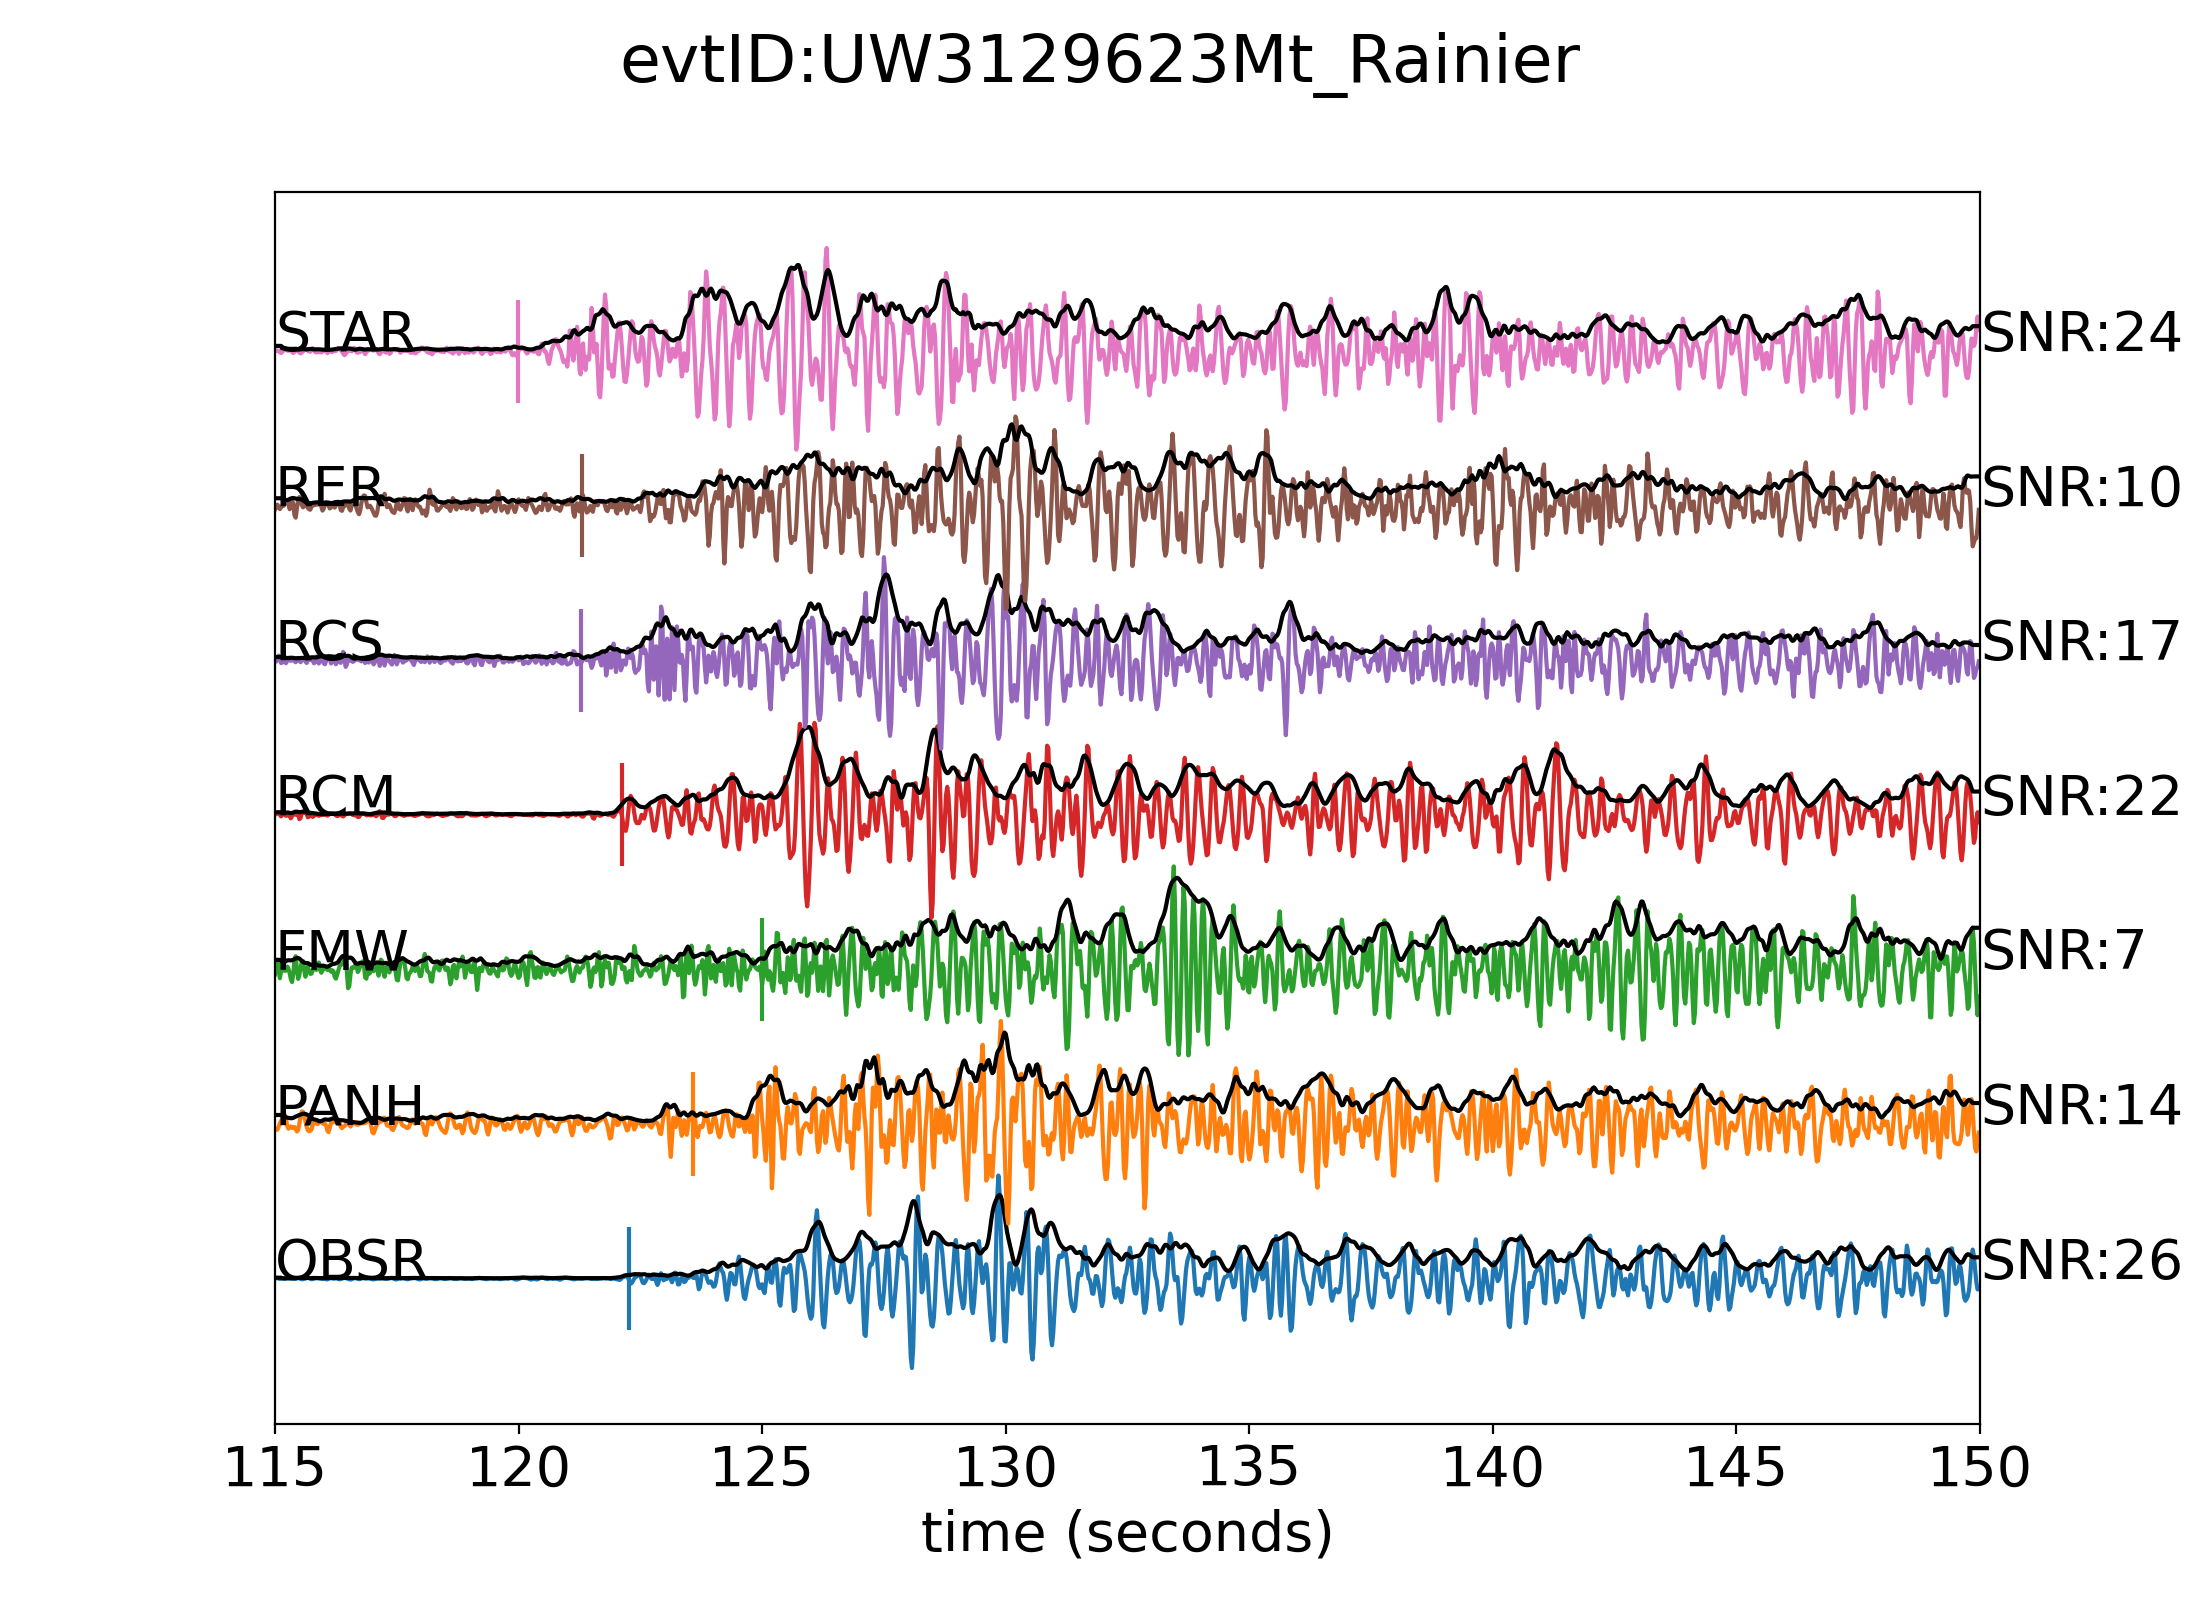 evtID:UW3129623Mt_Rainier
STAR SNR:24
RER SNR:10
RCS SNR:17
RCM SNR:22
FMW SNR:7
PANH SNR:14
OBSR SNR:26
115 120 125 130 135 140 145 150
time (seconds)